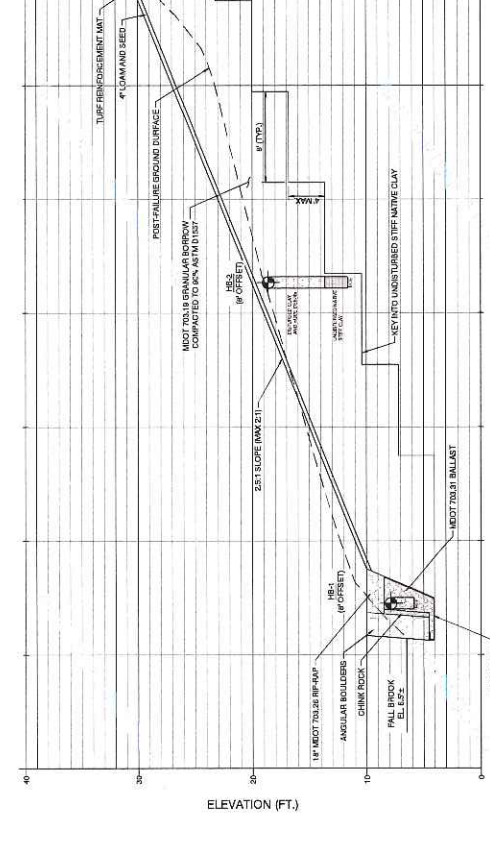 TURF REINFORCEMENT MAT
4" LOAM AND SEED
POST-FAILURE GROUND DURFACE
MDOT 703.19 GRANULAR BORROW
COMPACTED TO 90% ASTM D1557
8' (TYP.)
4' MAX
HB-2
(6' OFFSET)
KEY INTO UNDISTURBED STIFF NATIVE CLAY
2.5:1 SLOPE (MAX 2:1)
HB-1
(8' OFFSET)
MDOT 703.31 BALLAST
18" MDOT 703.26 RIP-RAP
ANGULAR BOULDERS
CHINK ROCK
FALL BROOK
EL. 6.5'±
40
30
20
10
0
ELEVATION (FT.)